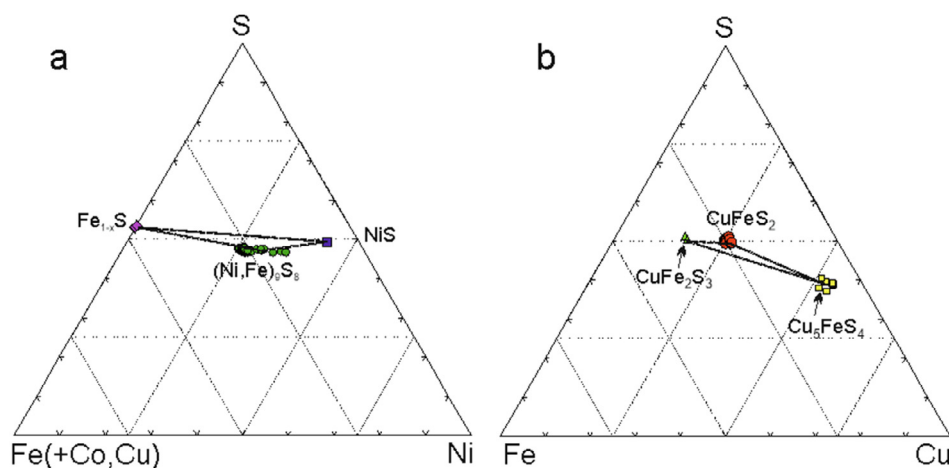 a
S
Fe₁₋ₓS
NiS
(Ni,Fe)₉S₈
Fe(+Co,Cu)
Ni
b
S
CuFeS₂
CuFe₂S₃
Cu₅FeS₄
Fe
Cu